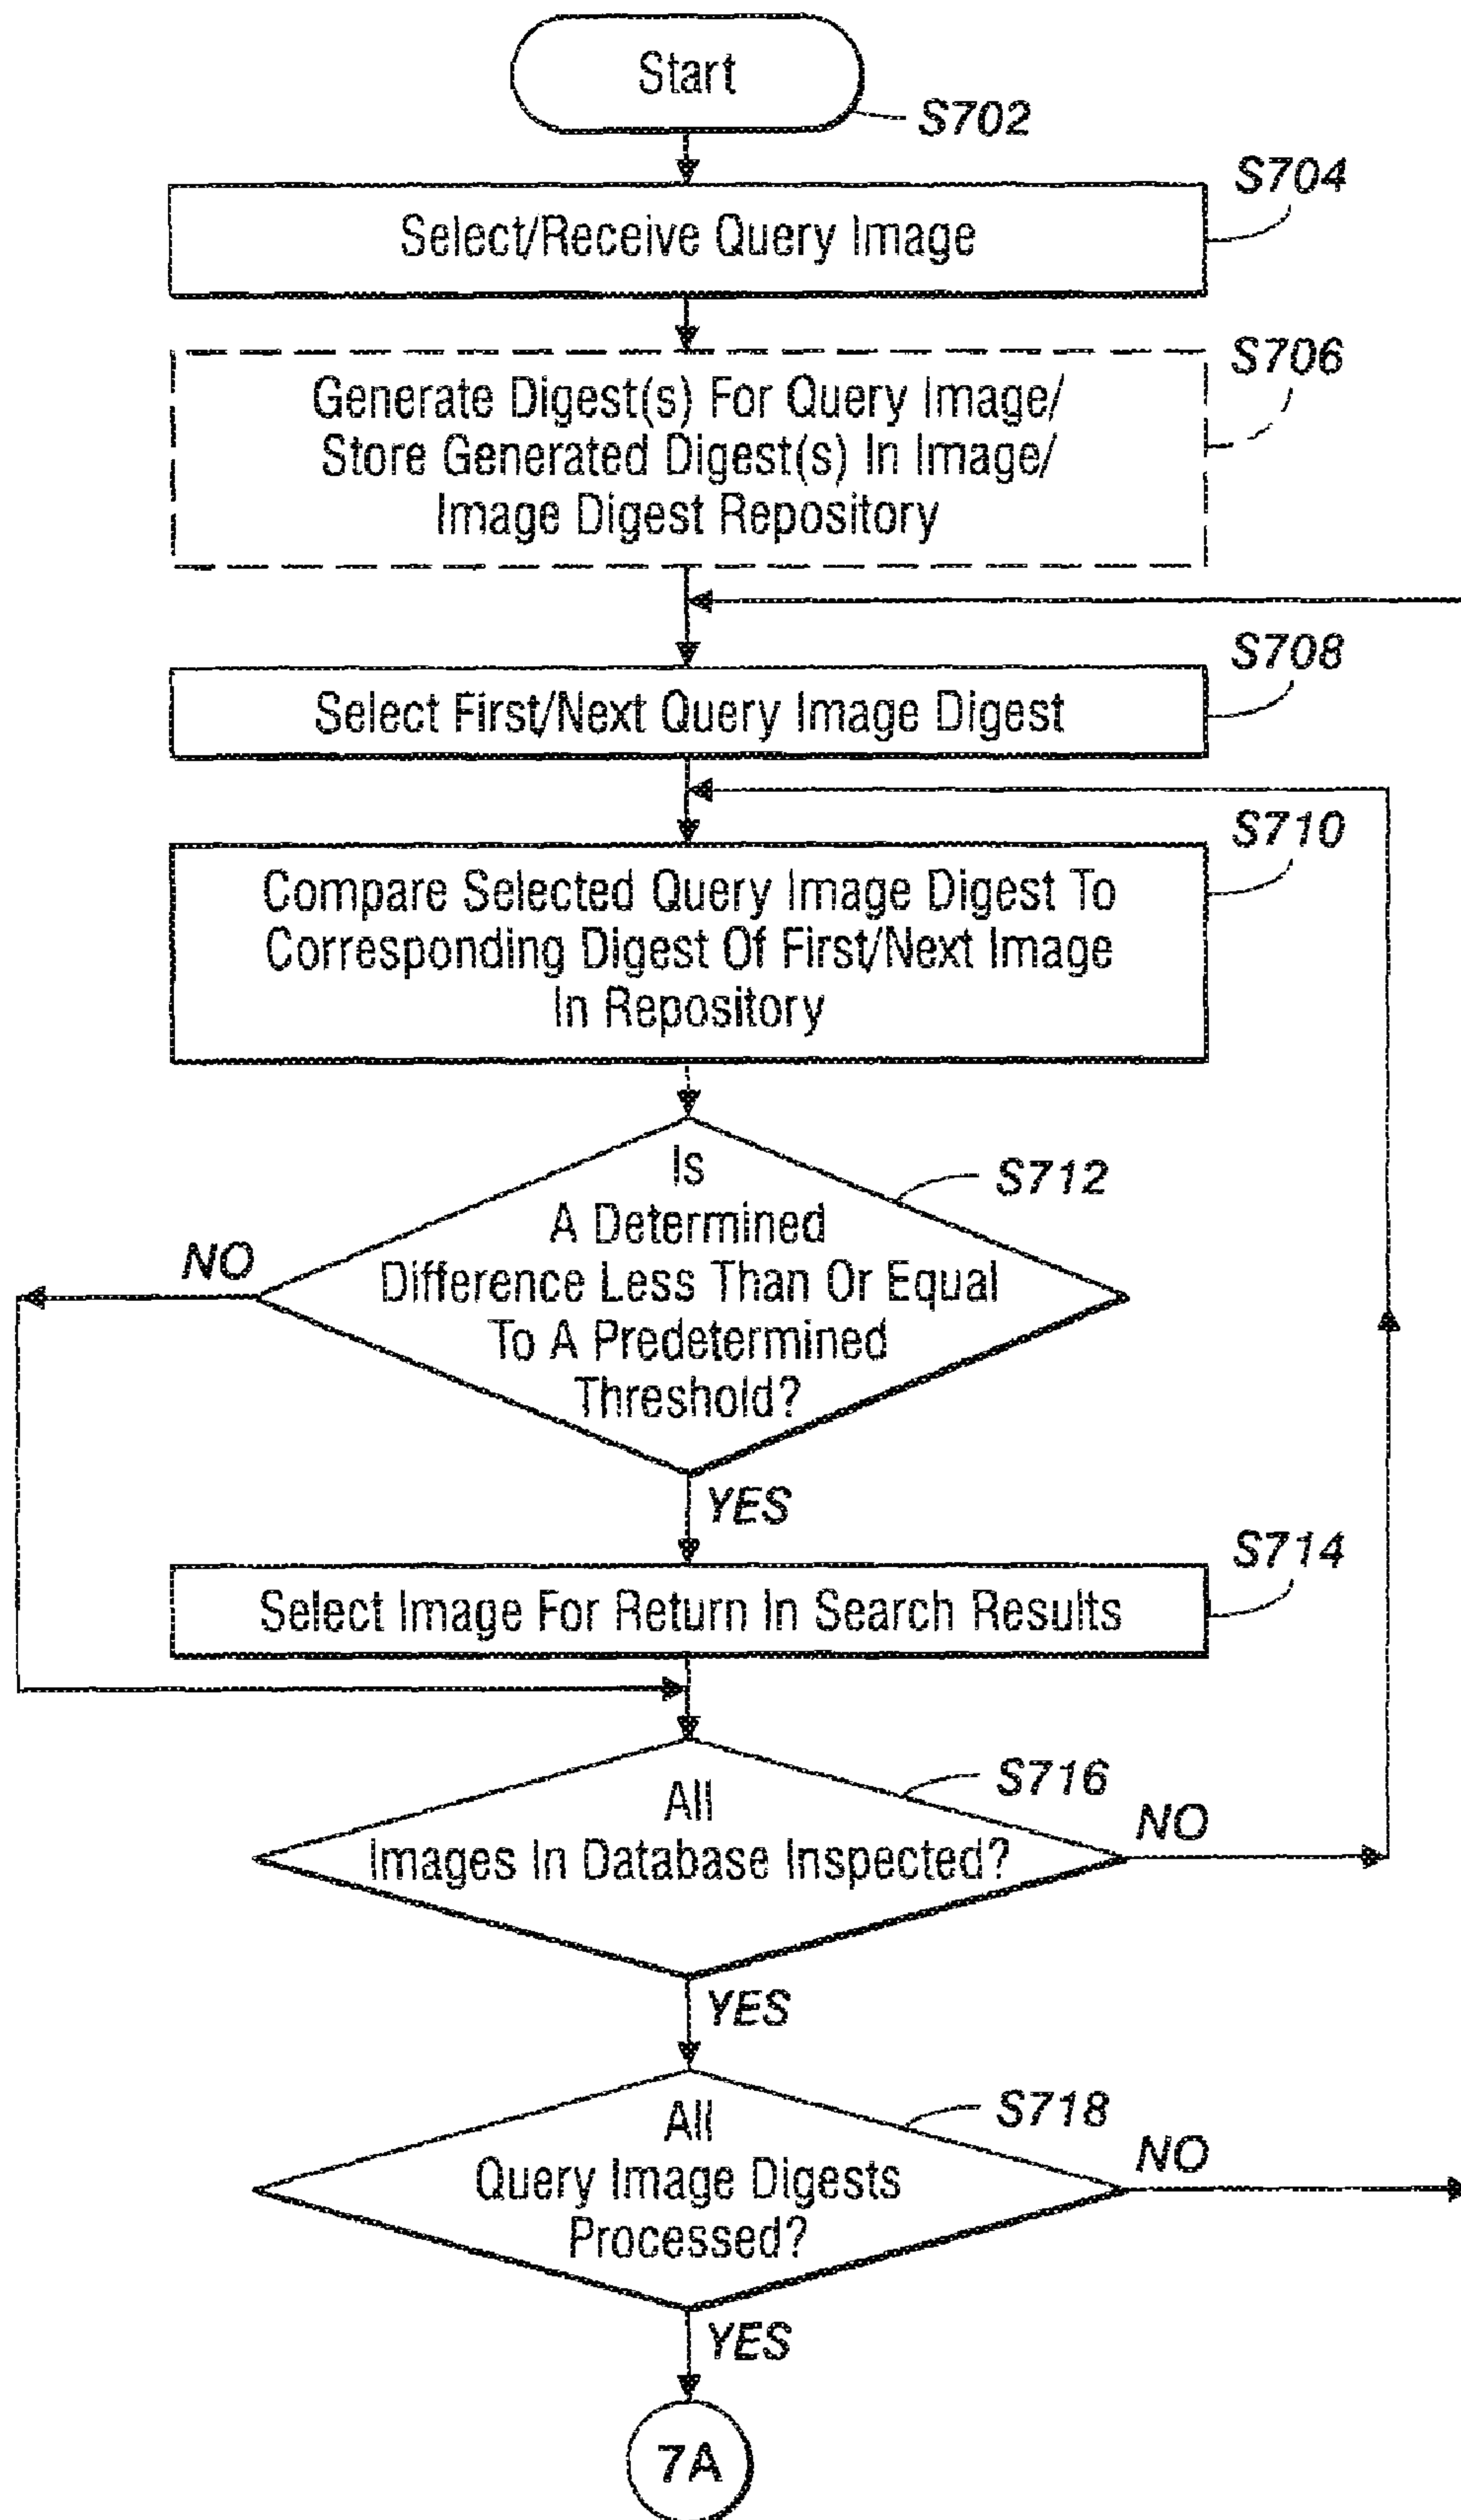 Start
S702
S704
Select/Receive Query Image
S706
Generate Digest(s) For Query Image/
Store Generated Digest(s) In Image/
Image Digest Repository
S708
Select First/Next Query Image Digest
S710
Compare Selected Query Image Digest To
Corresponding Digest Of First/Next Image
In Repository
Is
S712
A Determined
NO
Difference Less Than Or Equal
To A Predetermined
Threshold?
YES
S714
Select Image For Return In Search Results
S716
All
NO
Images In Database Inspected?
YES
S718
All
NO
Query Image Digests
Processed?
YES
7A